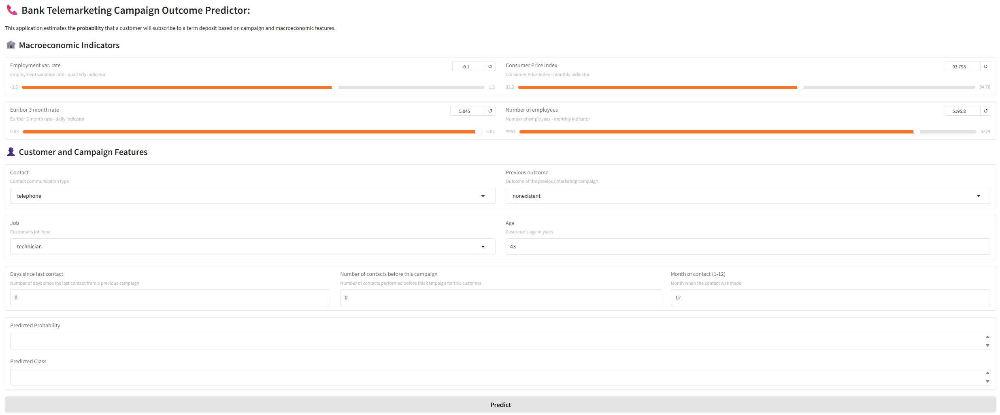 Bank Telemarketing Campaign Outcome Predictor:
This application estimates the probability that a customer will subscribe to a term deposit based on campaign and macroeconomic features.
Macroeconomic Indicators
Employment var. rate
-0.1
Employment variation rate - quarterly indicator
-3.5
1.5
Consumer Price Index
93.798
Consumer Price Index - monthly indicator
92.2
94.78
Euribor 3 month rate
5.045
Euribor 3 month rate - daily indicator
0.63
5.05
Number of employees
5195.8
Number of employees - monthly indicator
4963
5229
Customer and Campaign Features
Contact
Contact communication type
telephone
Previous outcome
Outcome of the previous marketing campaign
nonexistent
Job
Customer's job type
technician
Age
Customer's age in years
43
Days since last contact
Number of days since the last contact from a previous campaign
0
Number of contacts before this campaign
Number of contacts performed before this campaign for this customer
0
Month of contact (1-12)
Month when the contact was made
12
Predicted Probability
Predicted Class
Predict